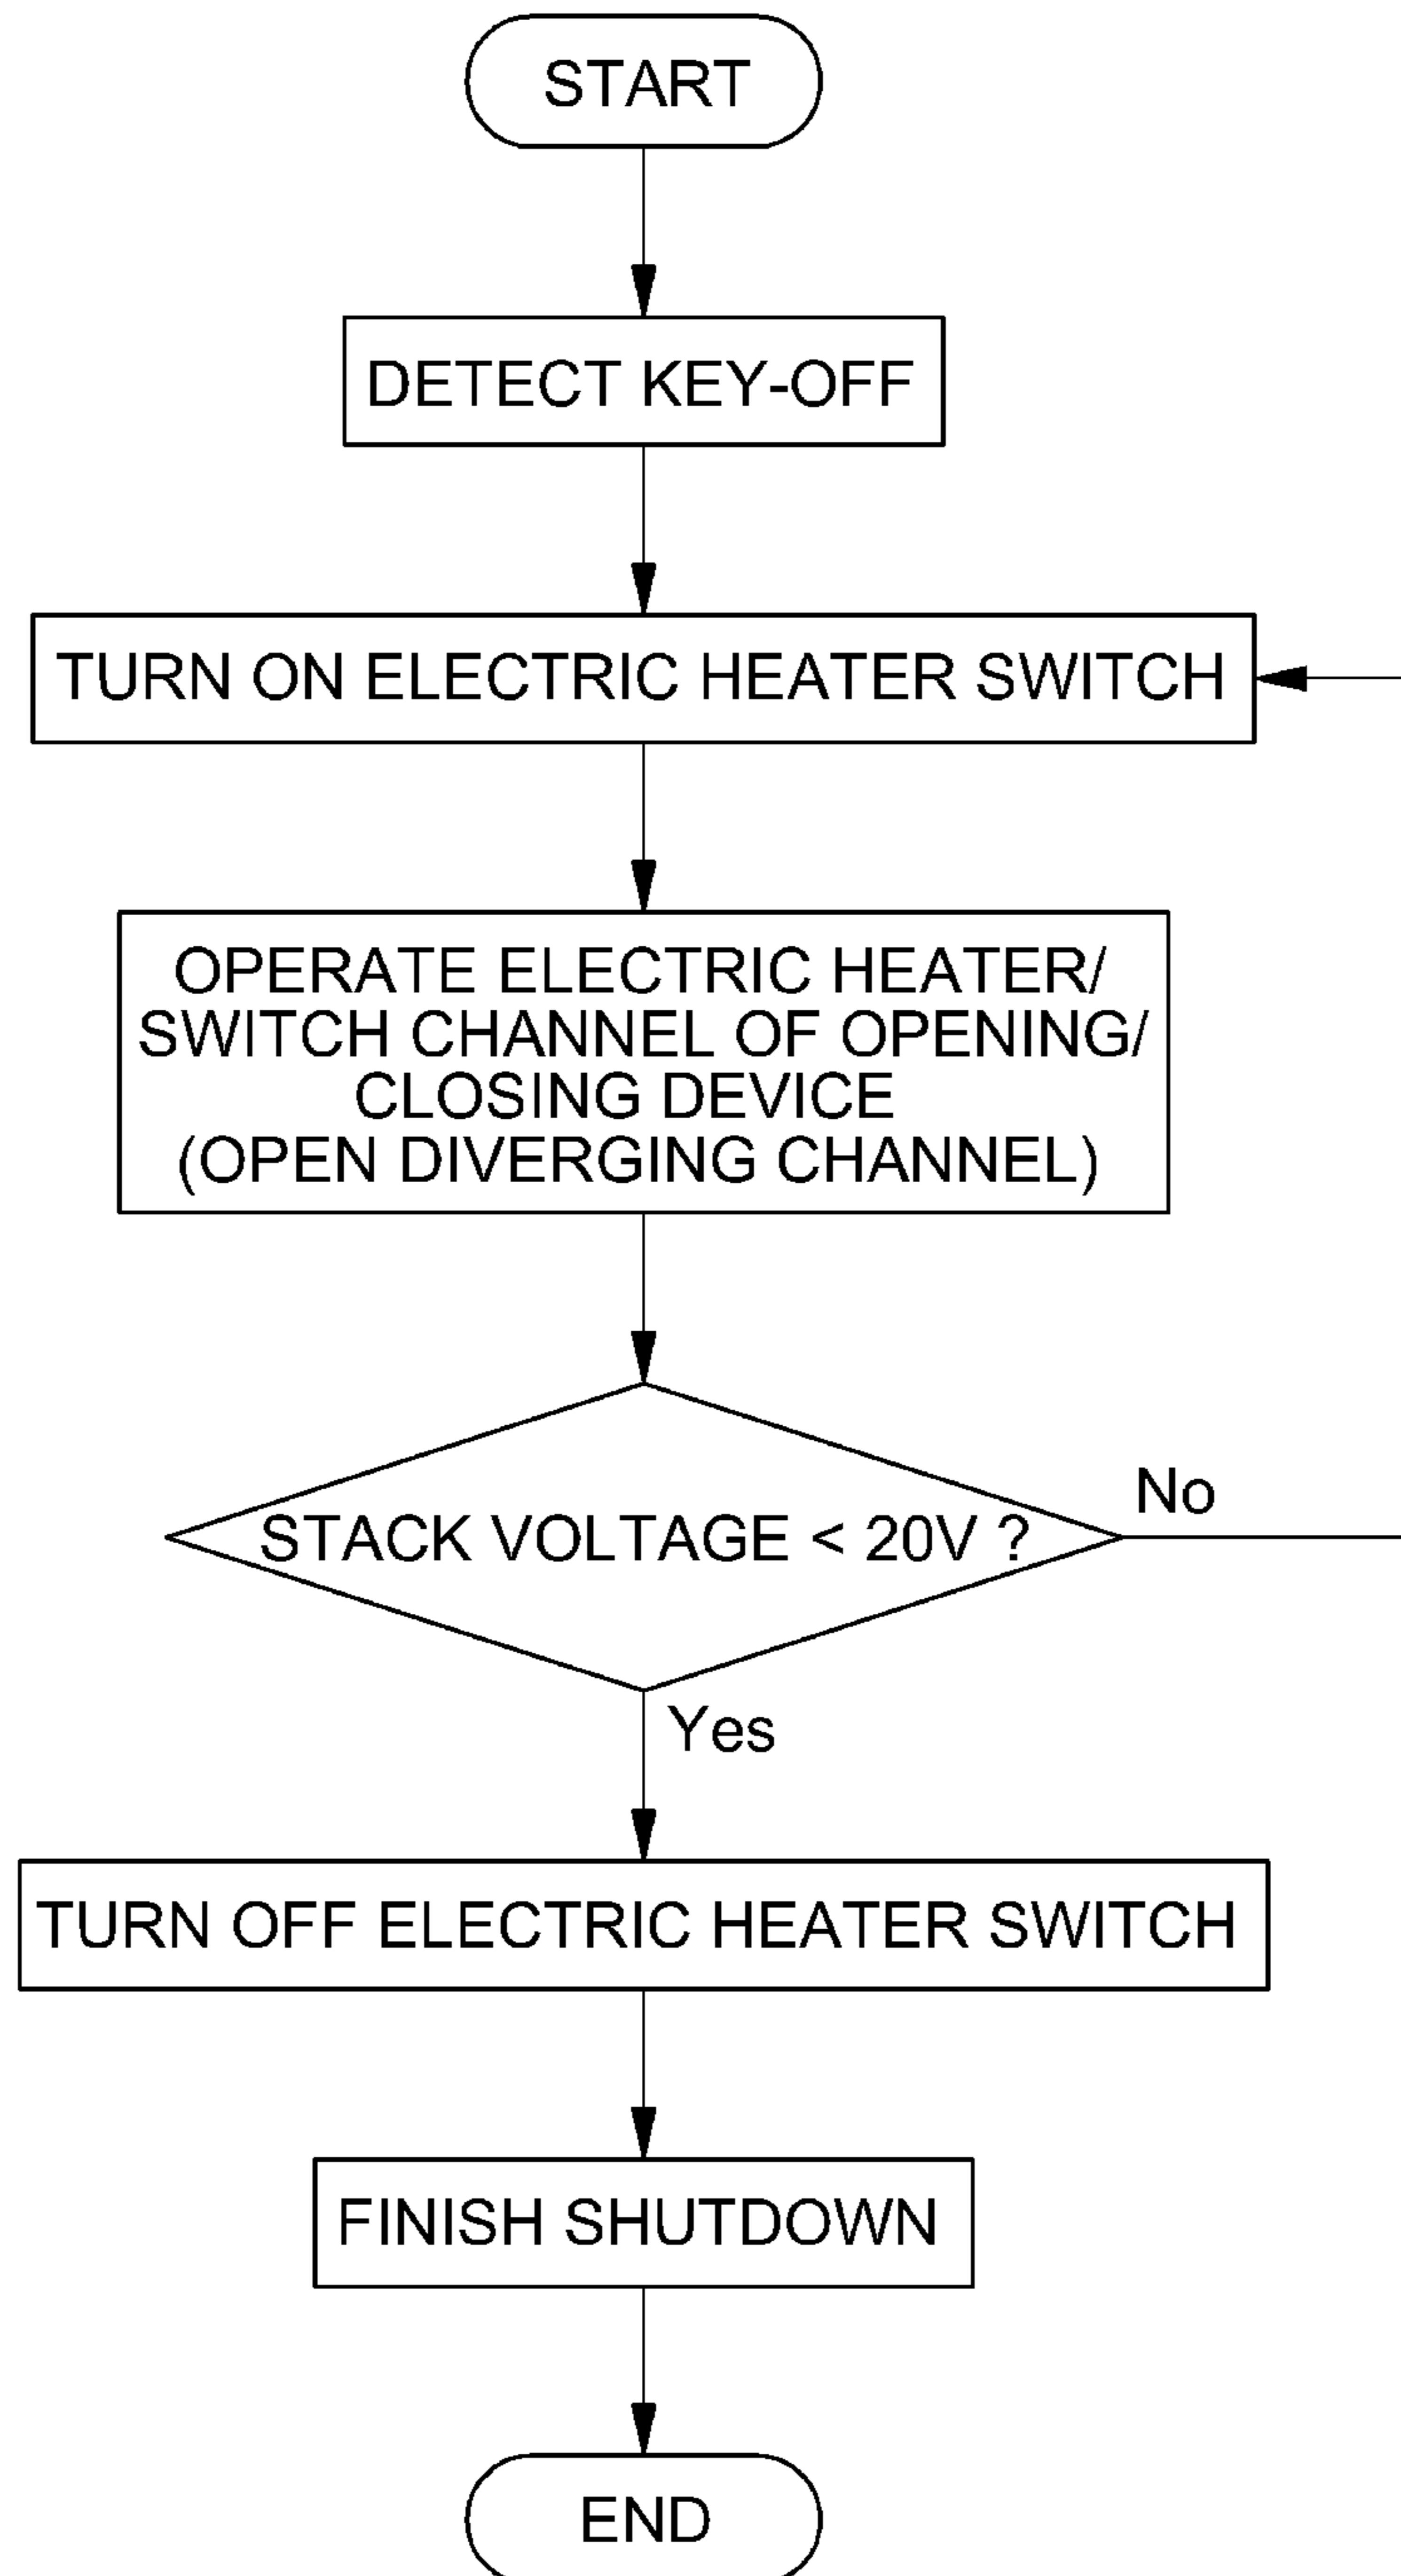 START
DETECT KEY-OFF
TURN ON ELECTRIC HEATER SWITCH
OPERATE ELECTRIC HEATER/
SWITCH CHANNEL OF OPENING/
CLOSING DEVICE
(OPEN DIVERGING CHANNEL)
STACK VOLTAGE < 20V ?
No
Yes
TURN OFF ELECTRIC HEATER SWITCH
FINISH SHUTDOWN
END